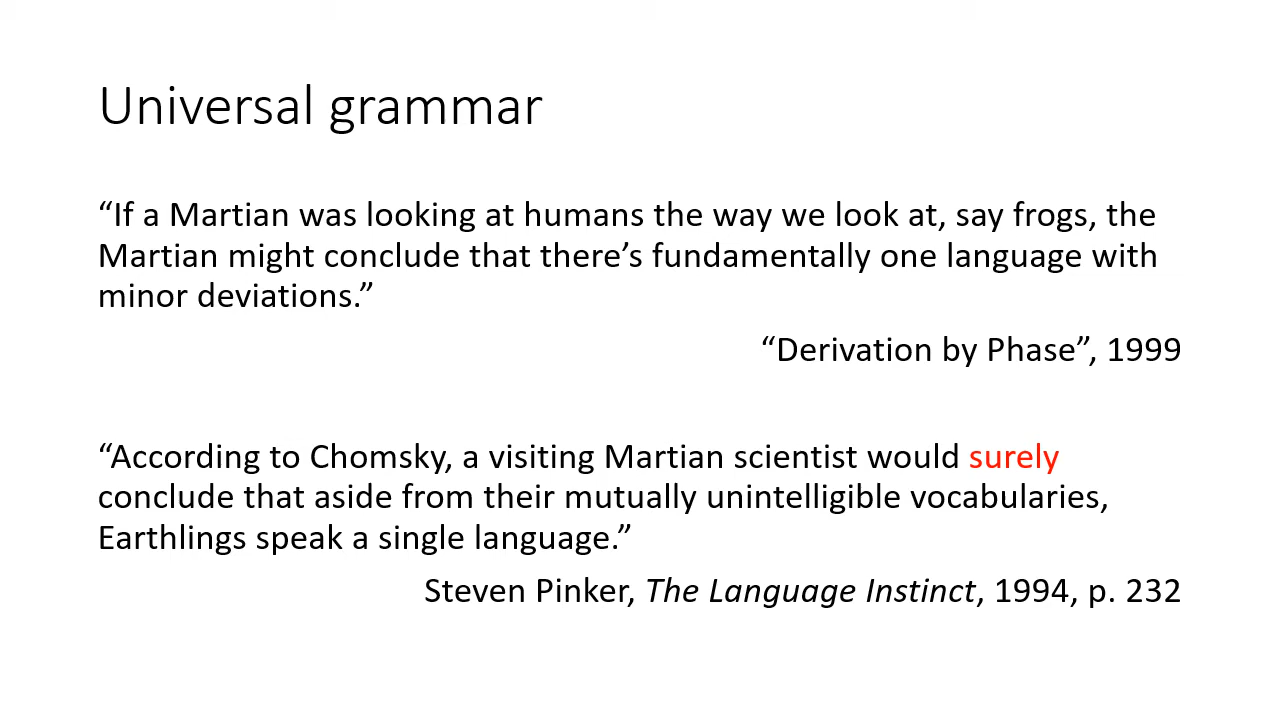 Universal grammar
“If a Martian was looking at humans the way we look at, say frogs, the
Martian might conclude that there’s fundamentally one language with
minor deviations.”
“Derivation by Phase”, 1999
“According to Chomsky, a visiting Martian scientist would surely
conclude that aside from their mutually unintelligible vocabularies,
Earthlings speak a single language.”
Steven Pinker, The Language Instinct, 1994, p. 232